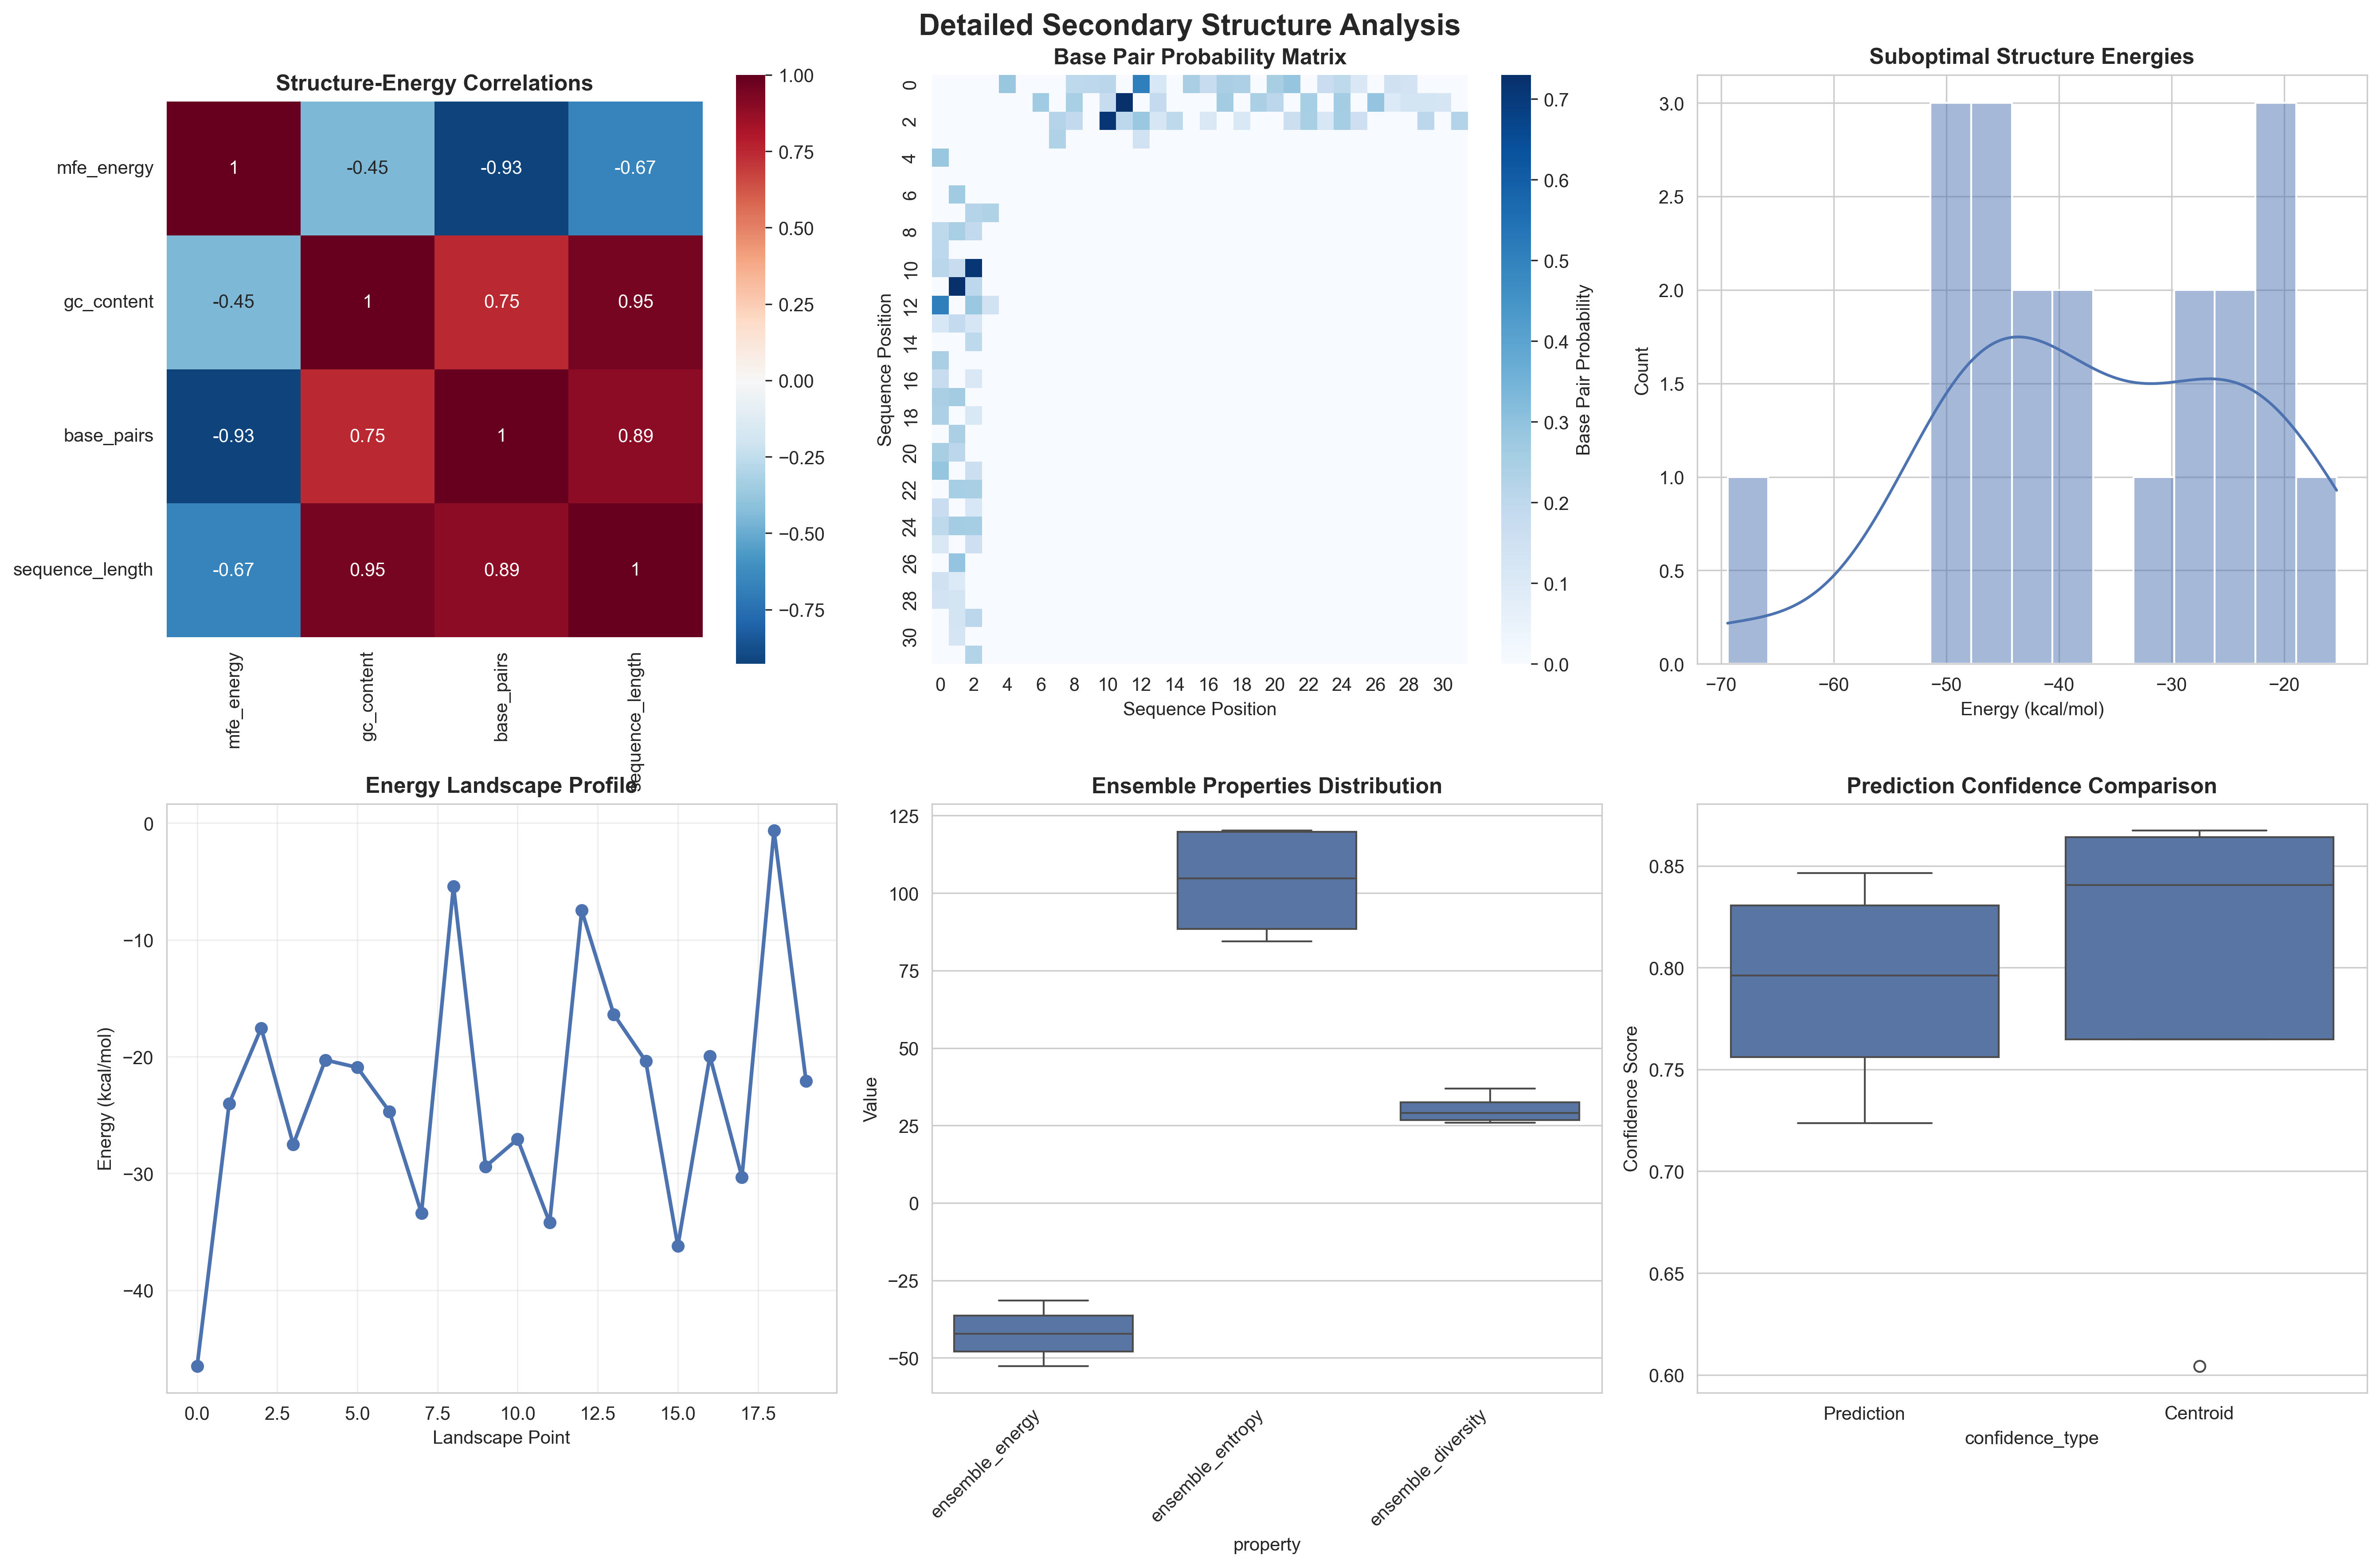 Detailed Secondary Structure Analysis
Structure-Energy Correlations
mfe_energy
gc_content
base_pairs
sequence_length
1 -0.45 -0.93 -0.67
-0.45 1 0.75 0.95
-0.93 0.75 1 0.89
-0.67 0.95 0.89 1
mfe_energy
gc_content
base_pairs
sequence_length
1.00
0.75
0.50
0.25
0.00
−0.25
−0.50
−0.75
Base Pair Probability Matrix
Sequence Position
0
2
4
6
8
10
12
14
16
18
20
22
24
26
28
30
0 2 4 6 8 10 12 14 16 18 20 22 24 26 28 30
Sequence Position
0.7
0.6
0.5
0.4
0.3
0.2
0.1
0.0
Base Pair Probability
Suboptimal Structure Energies
Count
3.0
2.5
2.0
1.5
1.0
0.5
0.0
−70 −60 −50 −40 −30 −20
Energy (kcal/mol)
Energy Landscape Profile
Energy (kcal/mol)
0
−10
−20
−30
−40
0.0 2.5 5.0 7.5 10.0 12.5 15.0 17.5
Landscape Point
Ensemble Properties Distribution
Value
125
100
75
50
25
0
−25
−50
ensemble_energy
ensemble_entropy
ensemble_diversity
property
Prediction Confidence Comparison
Confidence Score
0.85
0.80
0.75
0.70
0.65
0.60
Prediction Centroid
confidence_type